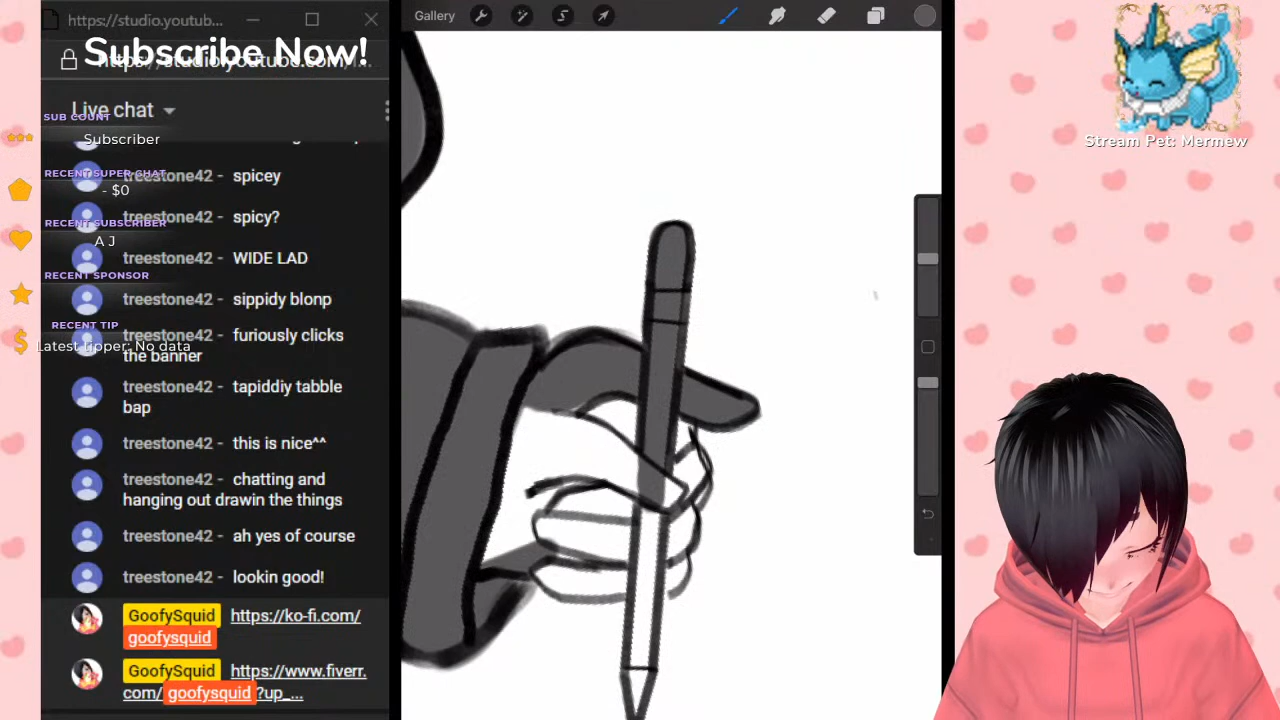 https://studio.youtub...
Subscribe Now!
Live chat
SUB COUNT
Subscriber
treestone42 - spicey
RECENT SUPER CHAT
- $0
treestone42 - spicy?
RECENT SUBSCRIBER
A J
treestone42 - WIDE LAD
RECENT SPONSOR
treestone42 - sippidy blonp
RECENT TIP
treestone42 - furiously clicks
Latest tipper: No data
the banner
treestone42 - tapiddiy tabble
bap
treestone42 - this is nice^^
treestone42 - chatting and
hanging out drawin the things
treestone42 - ah yes of course
treestone42 - lookin good!
GoofySquid https://ko-fi.com/
goofysquid
GoofySquid https://www.fiverr.
com/goofysquid?up_...
Gallery
Stream Pet: Mermew